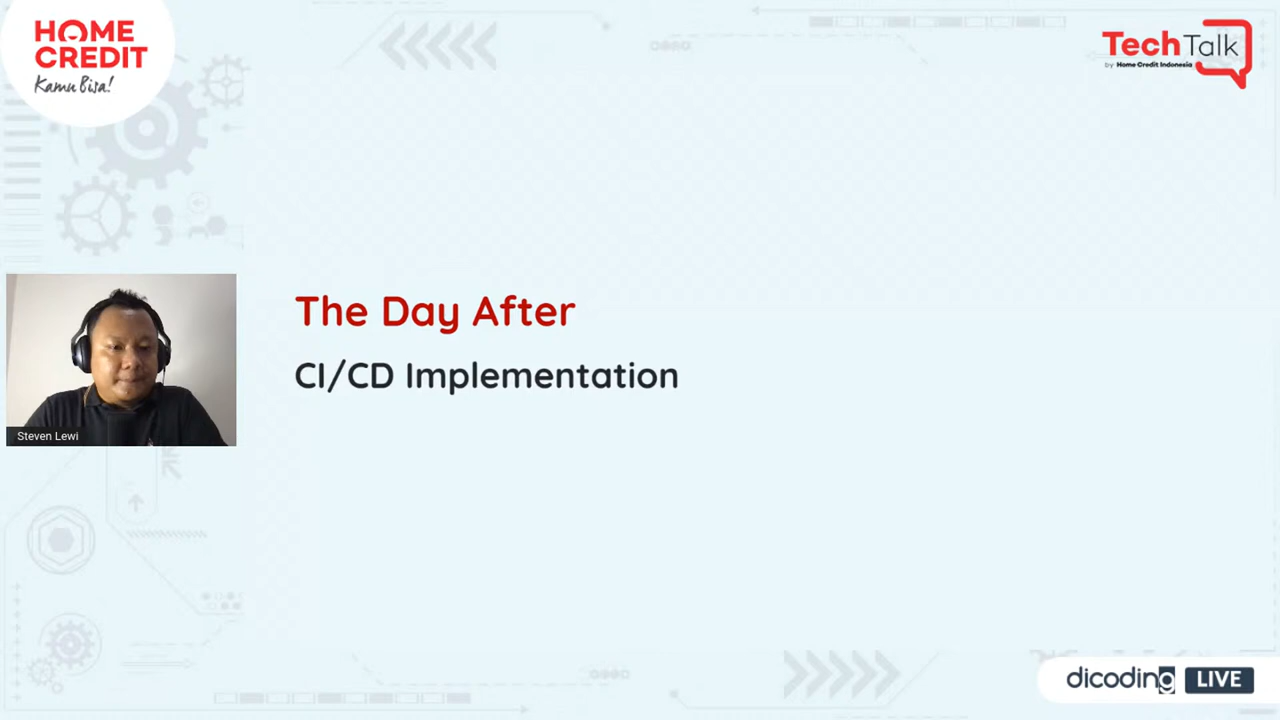 HOME
CREDIT
Kamu Bisa!
TechTalk
by Home Credit Indonesia
The Day After
CI/CD Implementation
Steven Lewi
dicoding LIVE